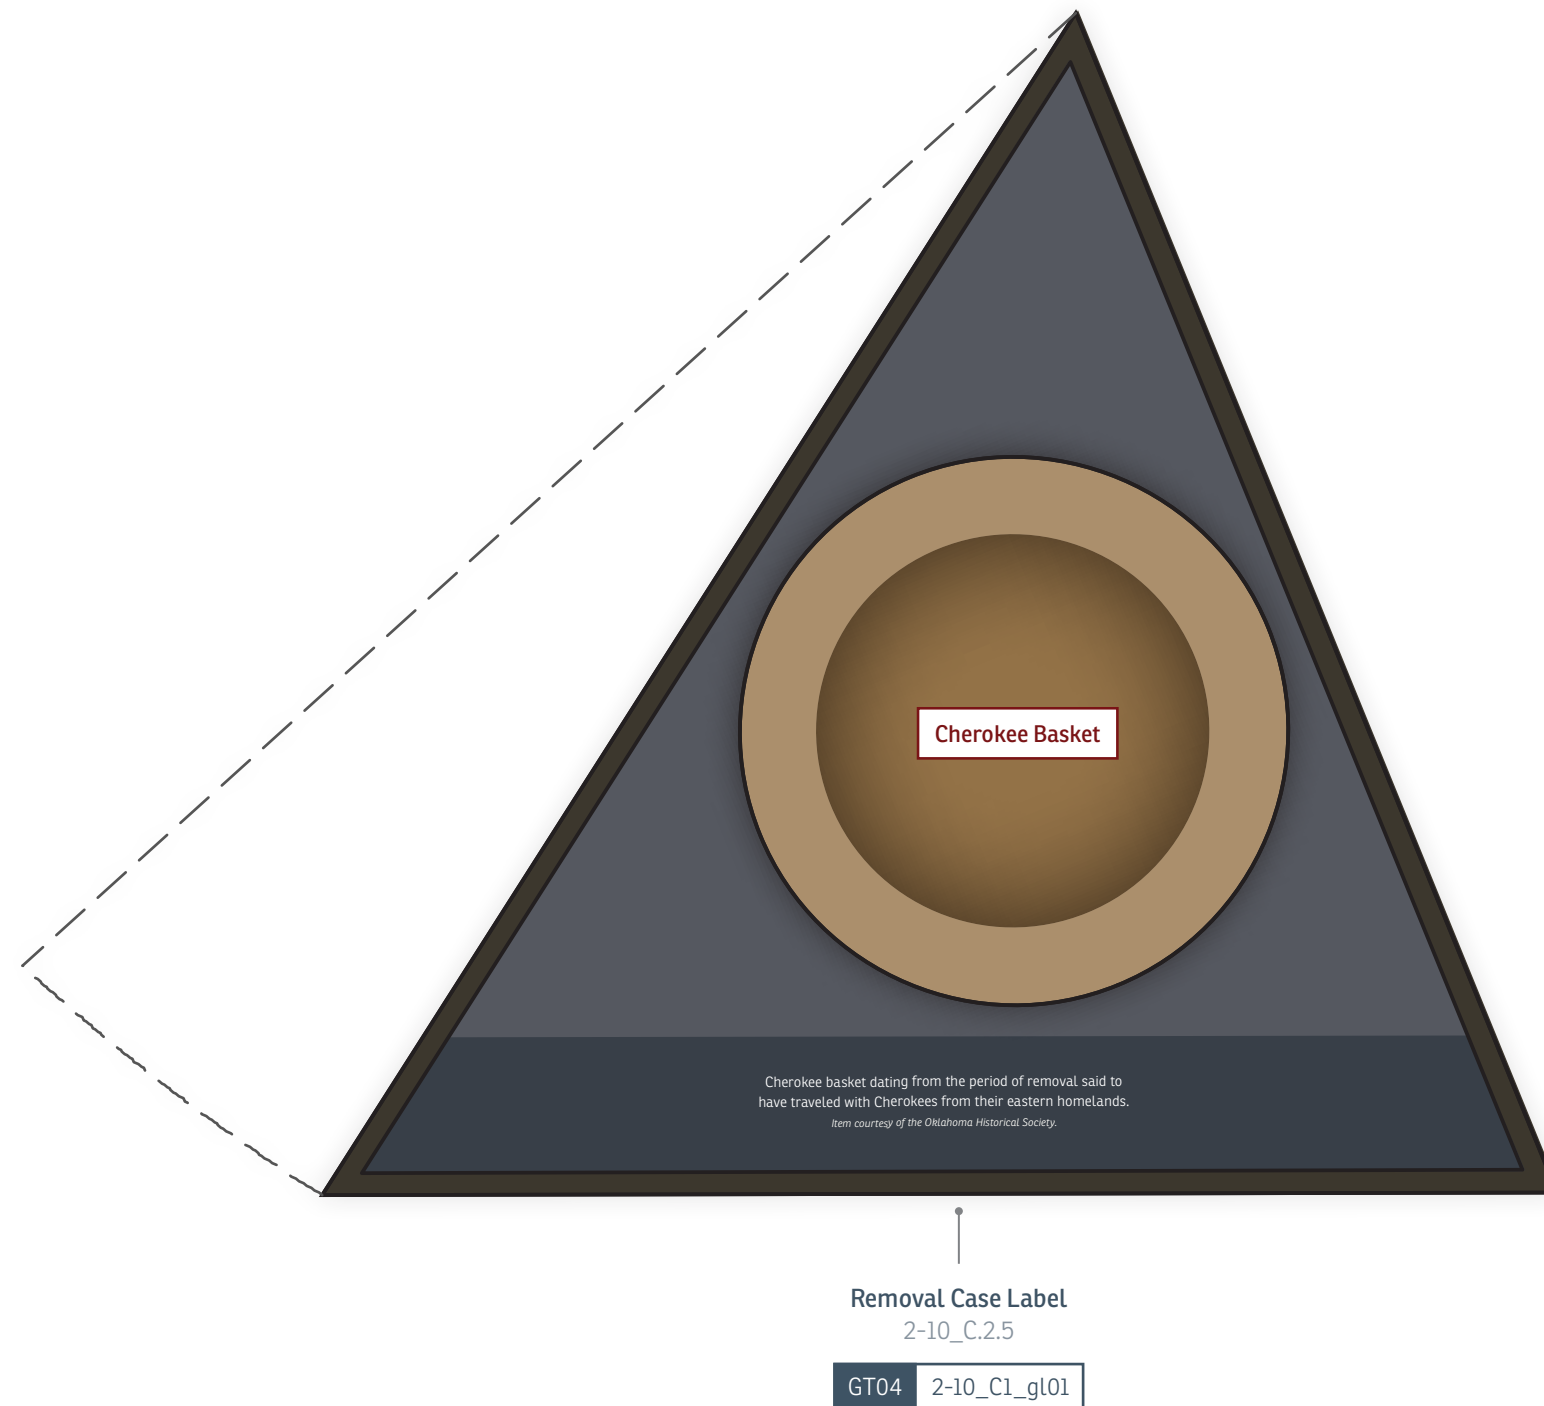 Cherokee Basket
Cherokee basket dating from the period of removal said to
have traveled with Cherokees from their eastern homelands.
Item courtesy of the Oklahoma Historical Society.
Removal Case Label
2-10_C.2.5
GT04 2-10_C1_gl01